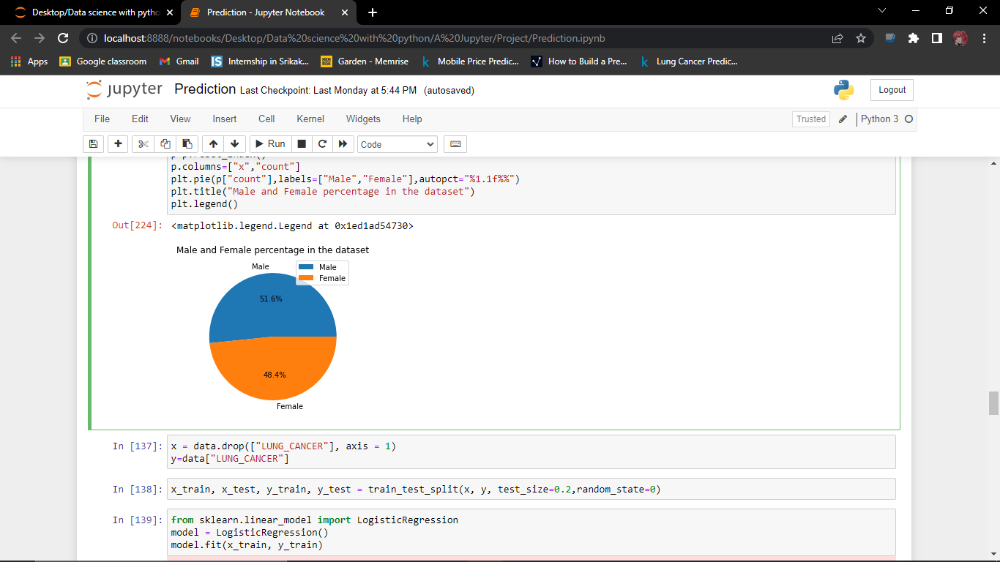 Desktop/Data science with pytho
Prediction - Jupyter Notebook
localhost:8888/notebooks/Desktop/Data%20science%20with%20python/A%20Jupyter/Project/Prediction.ipynb
Apps
Google classroom
Gmail
IS Internship in Srikak...
MEM RISE Garden - Memrise
k Mobile Price Predic...
How to Build a Pre...
k Lung Cancer Predic...
jupyter Prediction Last Checkpoint: Last Monday at 5:44 PM (autosaved)
Logout
File Edit View Insert Cell Kernel Widgets Help
Trusted
Python 3
Run
Code
p.columns=["x","count"]
plt.pie(p["count"],labels=["Male","Female"],autopct="%1.1f%%")
plt.title("Male and Female percentage in the dataset")
plt.legend()
Out[224]: <matplotlib.legend.Legend at 0x1ed1ad54730>
Male and Female percentage in the dataset
Male
Male
Female
51.6%
48.4%
Female
In [137]: x = data.drop(["LUNG_CANCER"], axis = 1)
y=data["LUNG_CANCER"]
In [138]: x_train, x_test, y_train, y_test = train_test_split(x, y, test_size=0.2,random_state=0)
In [139]: from sklearn.linear_model import LogisticRegression
model = LogisticRegression()
model.fit(x_train, y_train)